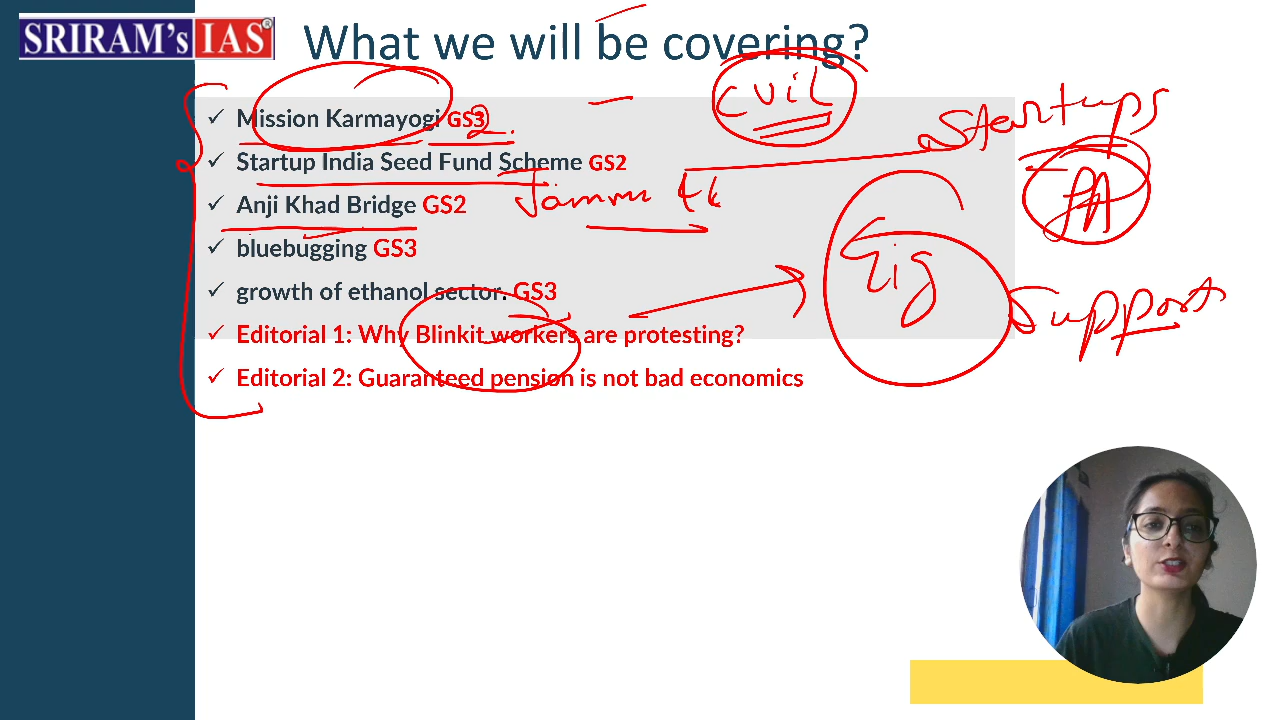 SRIRAM's IAS®
What we will be covering?
✓ Mission Karmayogi GS3 2.
civil
Startups
✓ Startup India Seed Fund Scheme GS2
✓ Anji Khad Bridge GS2
Jammu &k
✓ bluebugging GS3
Gig
✓ growth of ethanol sector. GS3
Support
✓ Editorial 1: Why Blinkit workers are protesting?
✓ Editorial 2: Guaranteed pension is not bad economics